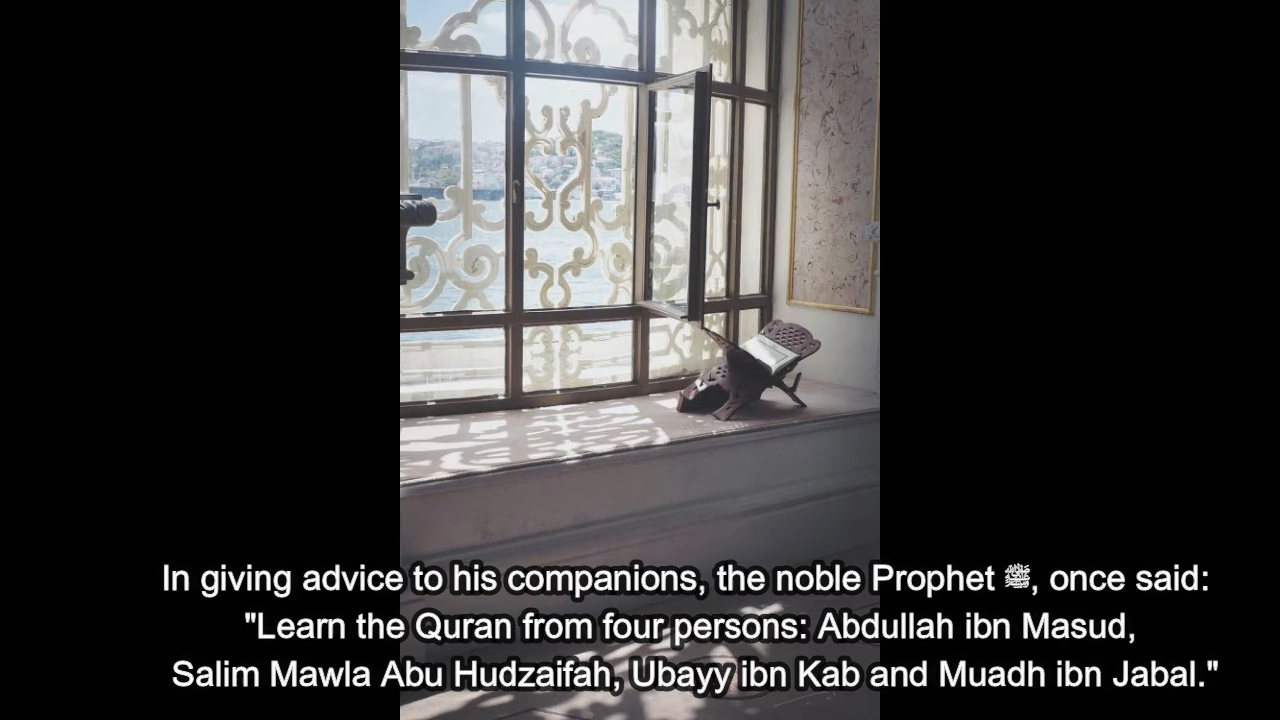 In giving advice to his companions, the noble Prophet ﷺ, once said:
"Learn the Quran from four persons: Abdullah ibn Masud,
Salim Mawla Abu Hudzaifah, Ubayy ibn Kab and Muadh ibn Jabal."